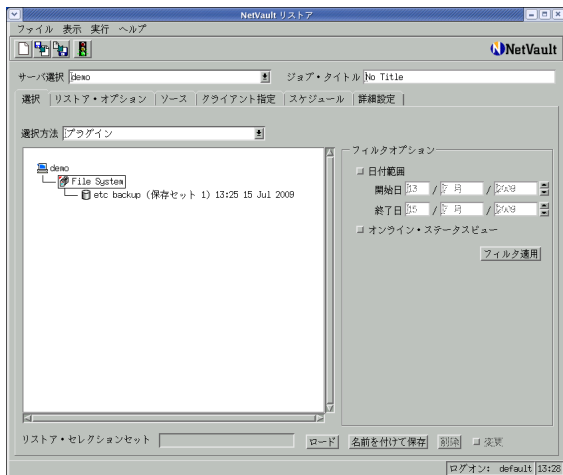 NetVault リストア
ファイル 表示 実行 ヘルプ
NetVault
サーバ選択 demo ジョブ・タイトル No Title
選択 リストア・オプション ソース クライアント指定 スケジュール 詳細設定
選択方法 プラグイン
フィルタオプション
demo
日付範囲
File System
開始日 13 / 7 月 / 2009
etc backup (保存セット 1) 13:25 15 Jul 2009
終了日 15 / 7 月 / 2009
オンライン・ステータスビュー
フィルタ適用
リストア・セレクションセット ロード 名前を付けて保存 削除 変更
ログオン: default 13:28